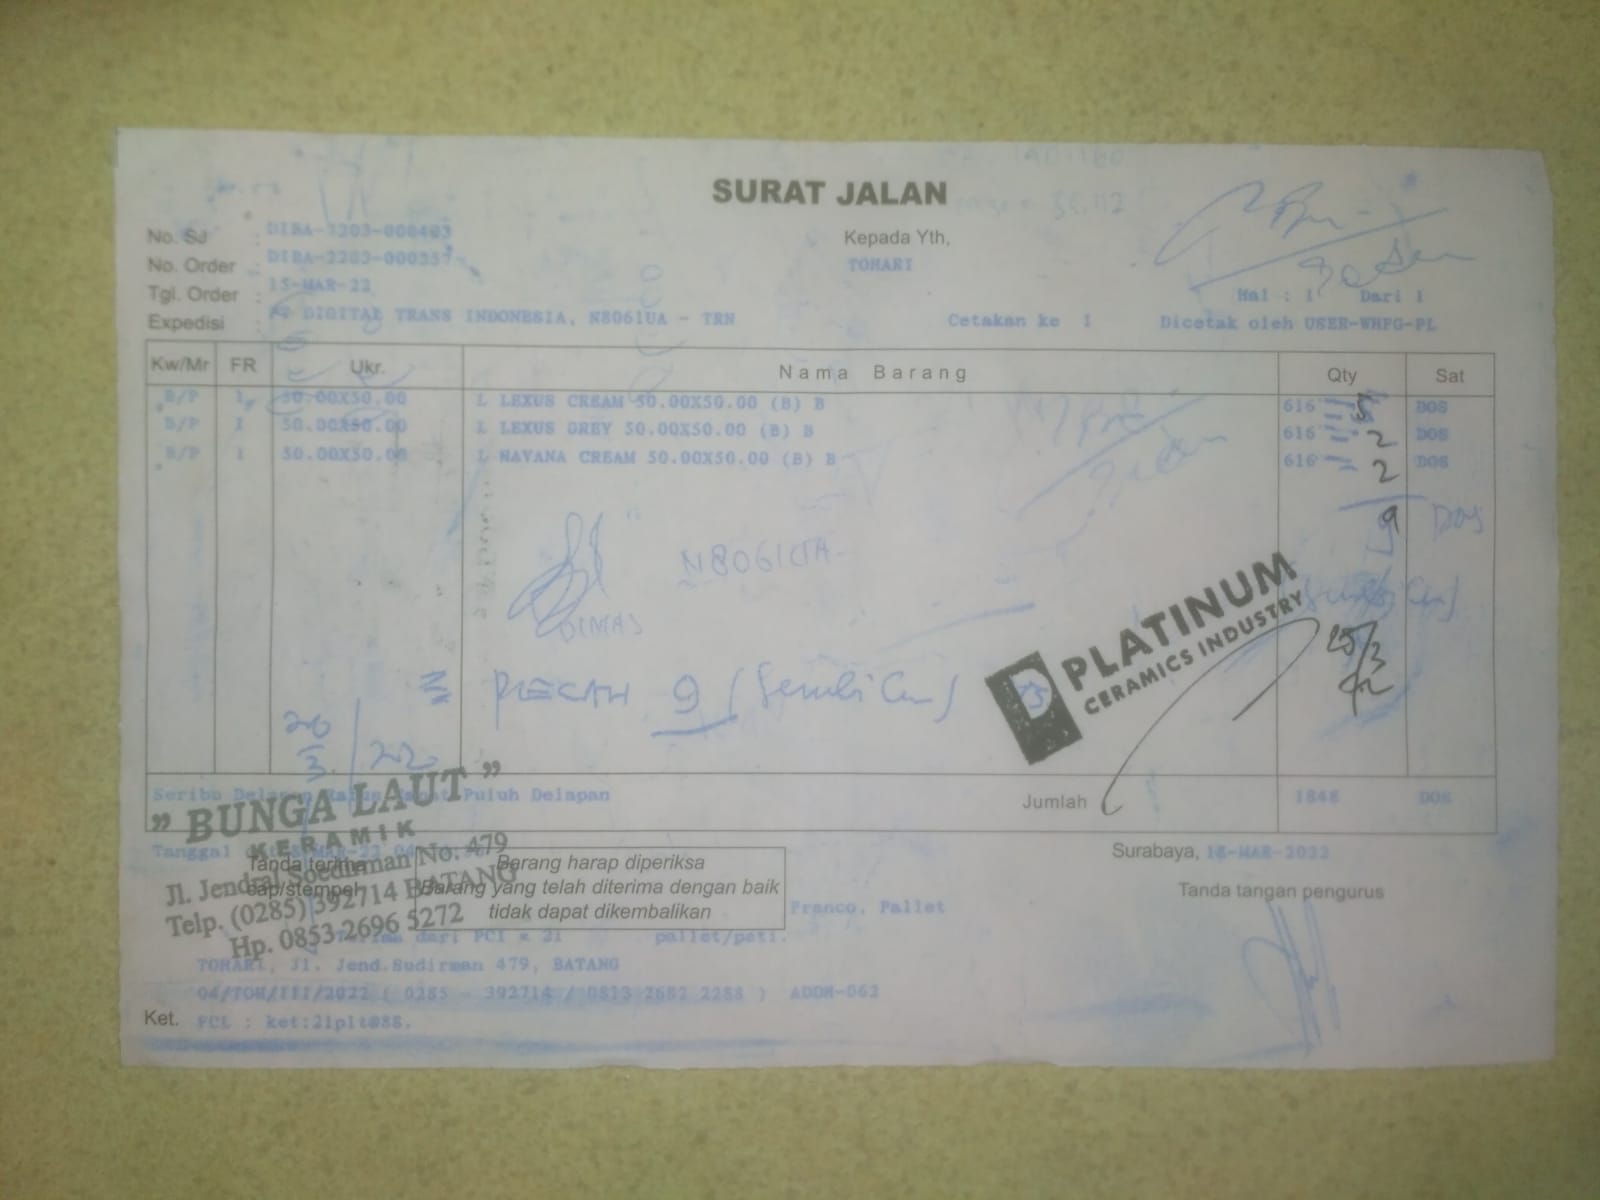 SURAT JALAN
No. SJ : DIBA-2203-000403
No. Order : DIBA-2203-000357
Tgl. Order : 15-MAR-22
Expedisi : PT DIGITAL TRANS INDONESIA, N8061UA - TRN
Kepada Yth,
TOHARI
Hal : 1 Dari 1
Cetakan ke 1 Dicetak oleh USER-WHFG-PL
Kw/Mr FR Ukr. Nama Barang Qty Sat
B/P 1 50.00X50.00 L LEXUS CREAM 50.00X50.00 (B) B 616 5 DOS
B/P 1 50.00X50.00 L LEXUS GREY 50.00X50.00 (B) B 616 2 DOS
B/P 1 50.00X50.00 L NAVANA CREAM 50.00X50.00 (B) B 616 2 DOS
9 DOS
N8061UA
DIMAS
PLATINUM
CERAMICS INDUSTRY
25/3
PECAH 9 (Sembilan)
20/3/22
Seribu Delapan Ratus Empat Puluh Delapan
Jumlah 1848 DOS
" BUNGA LAUT "
KERAMIK
Jl. Jendral Soedirman No. 479
Telp. (0285) 392714 BATANG
Hp. 0853 2696 5272
Tanggal
Tanda terima
cap/stempel
Barang harap diperiksa
Barang yang telah diterima dengan baik
tidak dapat dikembalikan
Surabaya, 18-MAR-2022
Tanda tangan pengurus
Franco, Pallet
Terima dari PCI = 21 pallet/peti.
TOHARI, Jl. Jend.Sudirman 479, BATANG
04/TOH/III/2022 ( 0285 - 392714 / 0813 2682 2288 ) ADDM-062
Ket. PCL : ket:21plt@88.